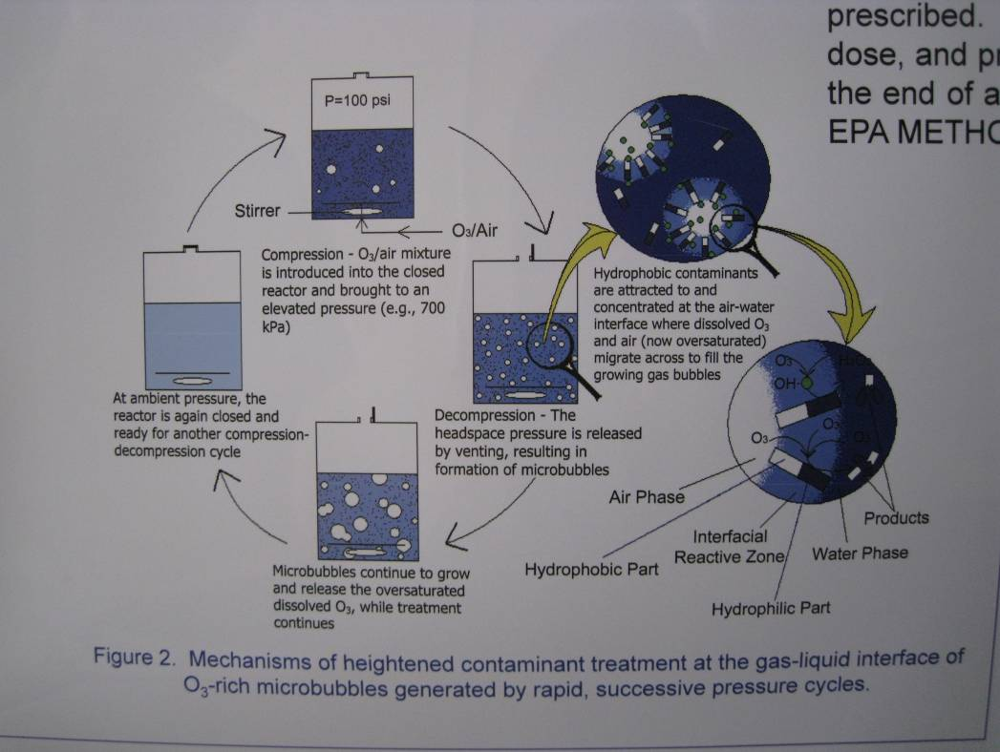 prescribed.
dose, and
the end of a
EPA
P=100 psi
Stirrer
O₃/Air
Compression - O₃/air mixture
is introduced into the closed
reactor and brought to an
elevated pressure (e.g., 700
kPa)
Hydrophobic contaminants
are attracted to and
concentrated at the air-water
interface where dissolved O₃
and air (now oversaturated)
migrate across to fill the
growing gas bubbles
At ambient pressure, the
reactor is again closed and
ready for another compression-
decompression cycle
Decompression - The
headspace pressure is released
by venting, resulting in
formation of microbubbles
Microbubbles continue to grow
and release the oversaturated
dissolved O₃, while treatment
continues
O₃
H₂O₂
OH·
O₃
O₃
O₃
Air Phase
Hydrophobic Part
Interfacial
Reactive Zone
Water Phase
Products
Hydrophilic Part
Figure 2. Mechanisms of heightened contaminant treatment at the gas-liquid interface of
O₃-rich microbubbles generated by rapid, successive pressure cycles.